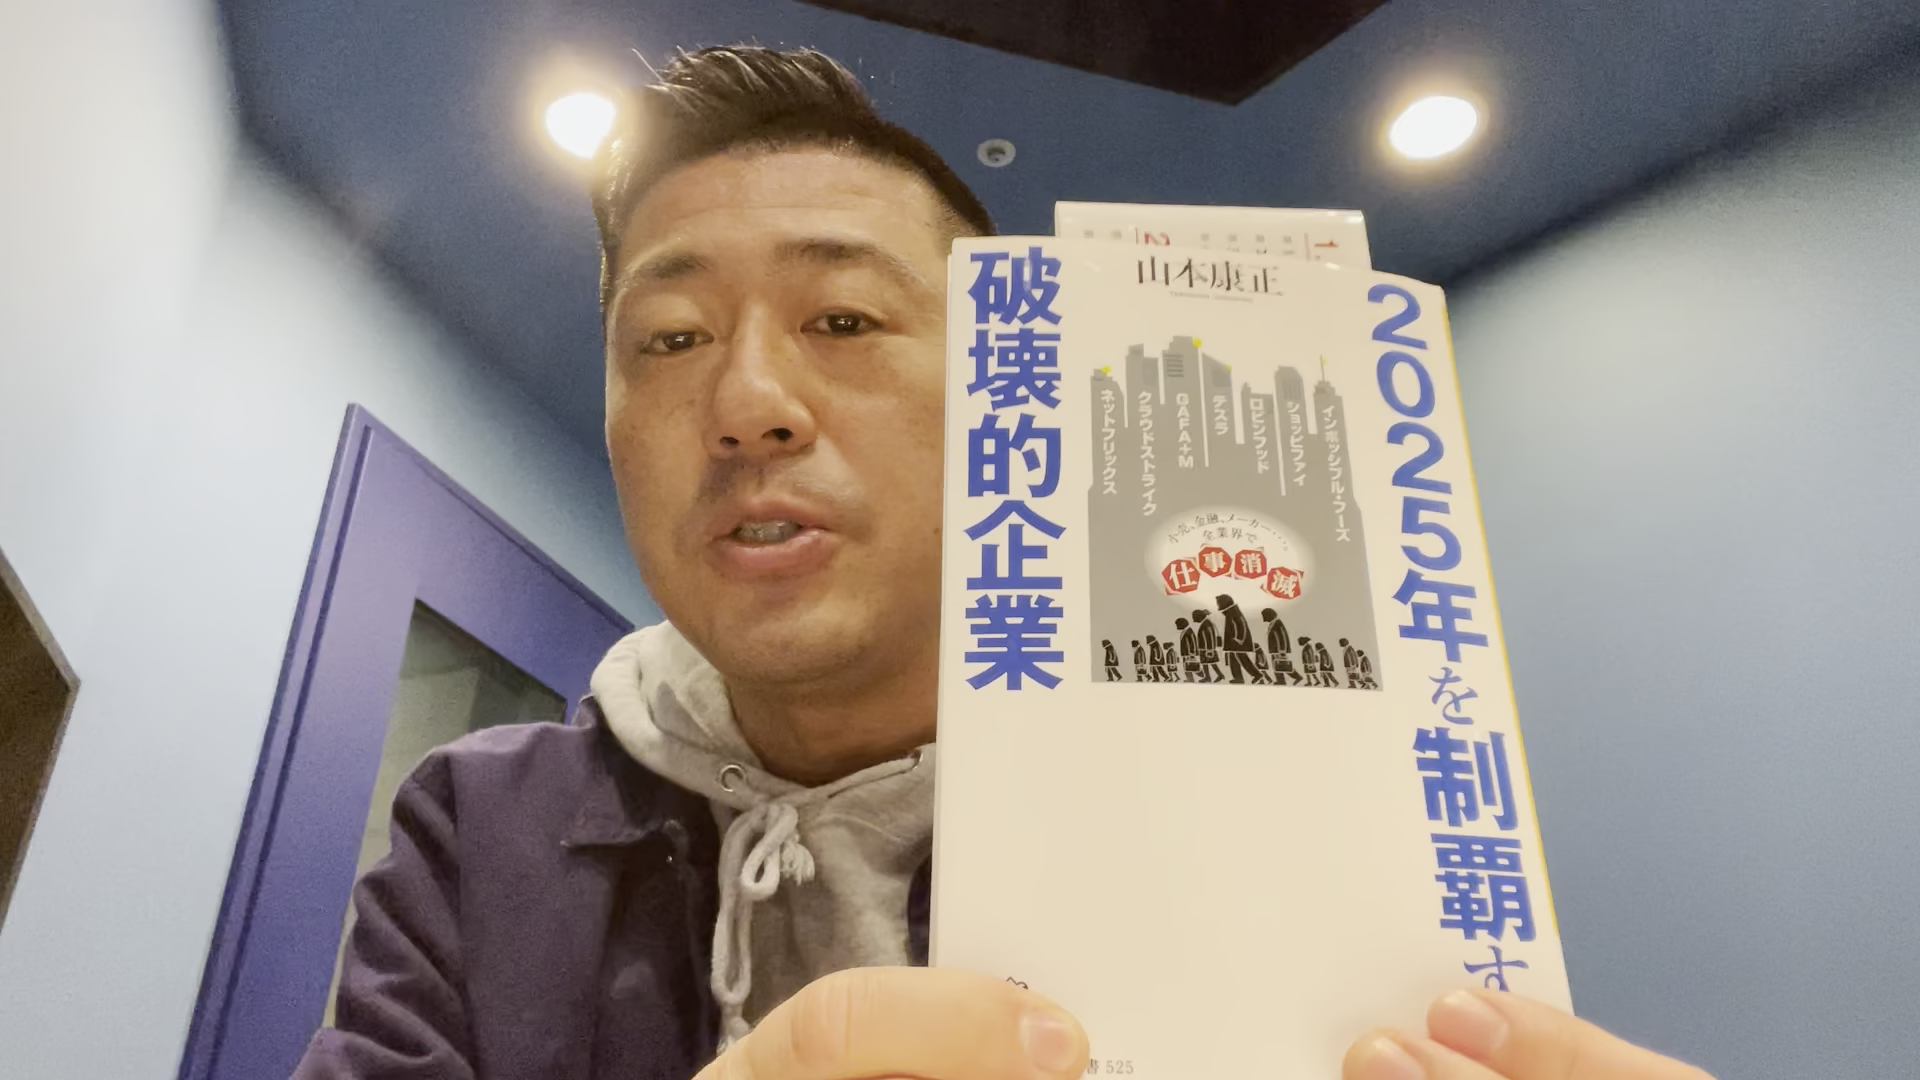 2025年を制覇す
破壊的企業
山本康正
ネットフリックス
クラウドストライク
GAFA+M
テスラ
ロビンフッド
ショッピファイ
インポッシブル・フーズ
小売、金融、メーカー....
全業界で
仕事消滅
書 525